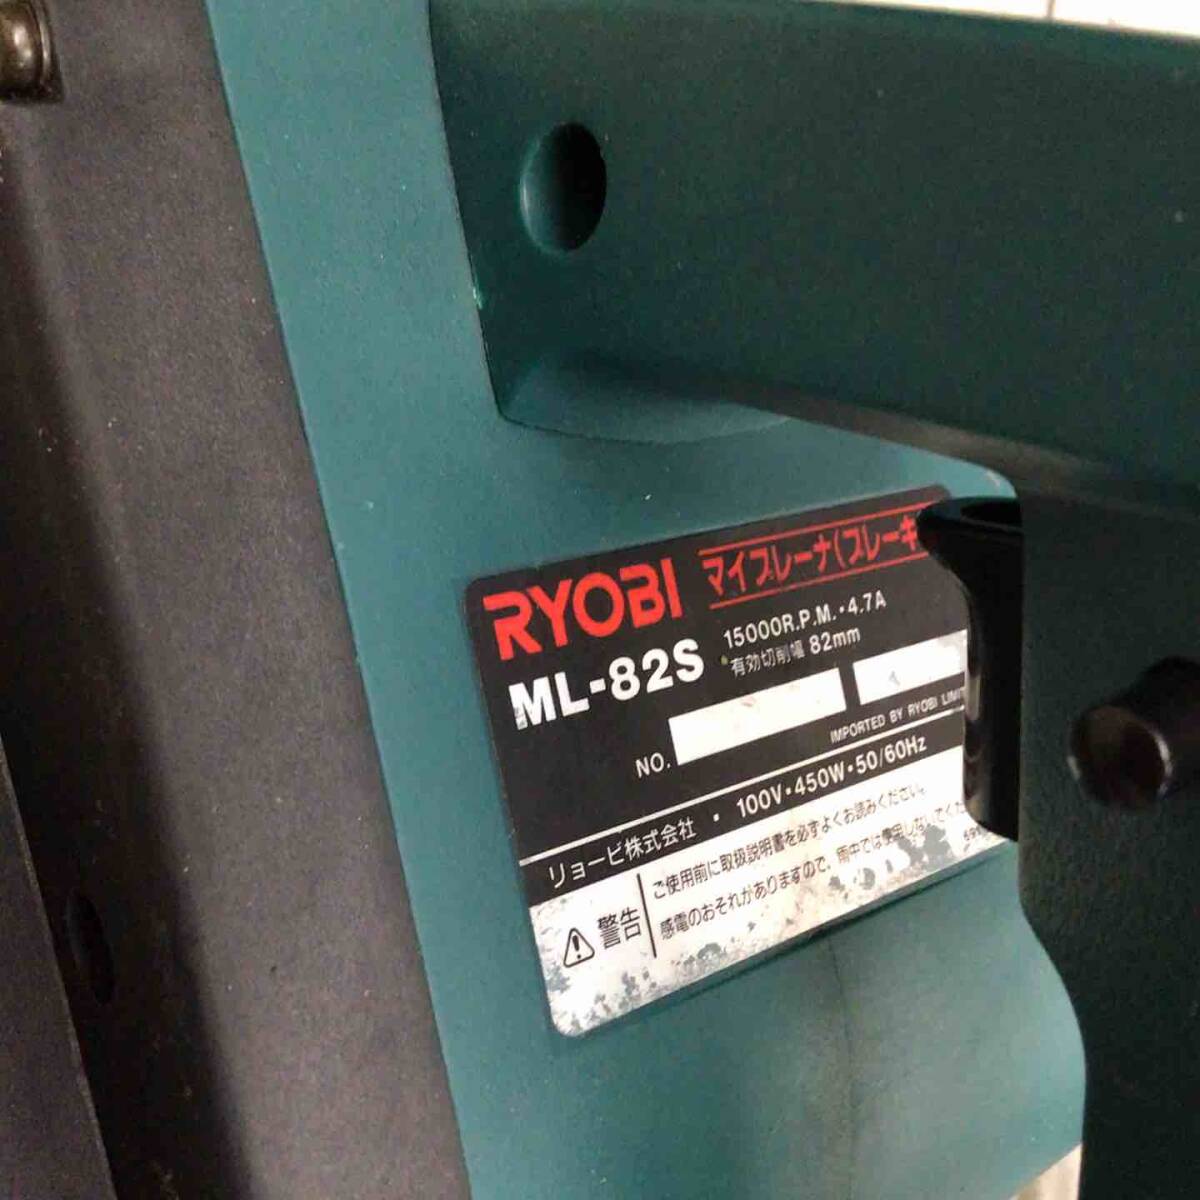 RYOBI マイプレーナ(ブレーキ
ML-82S 15000R.P.M.・4.7A
有効切削幅 82mm
NO.
IMPORTED BY RYOBI LIMIT
リョービ株式会社 ・ 100V・450W・50/60Hz
警告 ご使用前に取扱説明書を必ずよくお読みください。
感電のおそれがありますので、雨中では使用しないでくだ